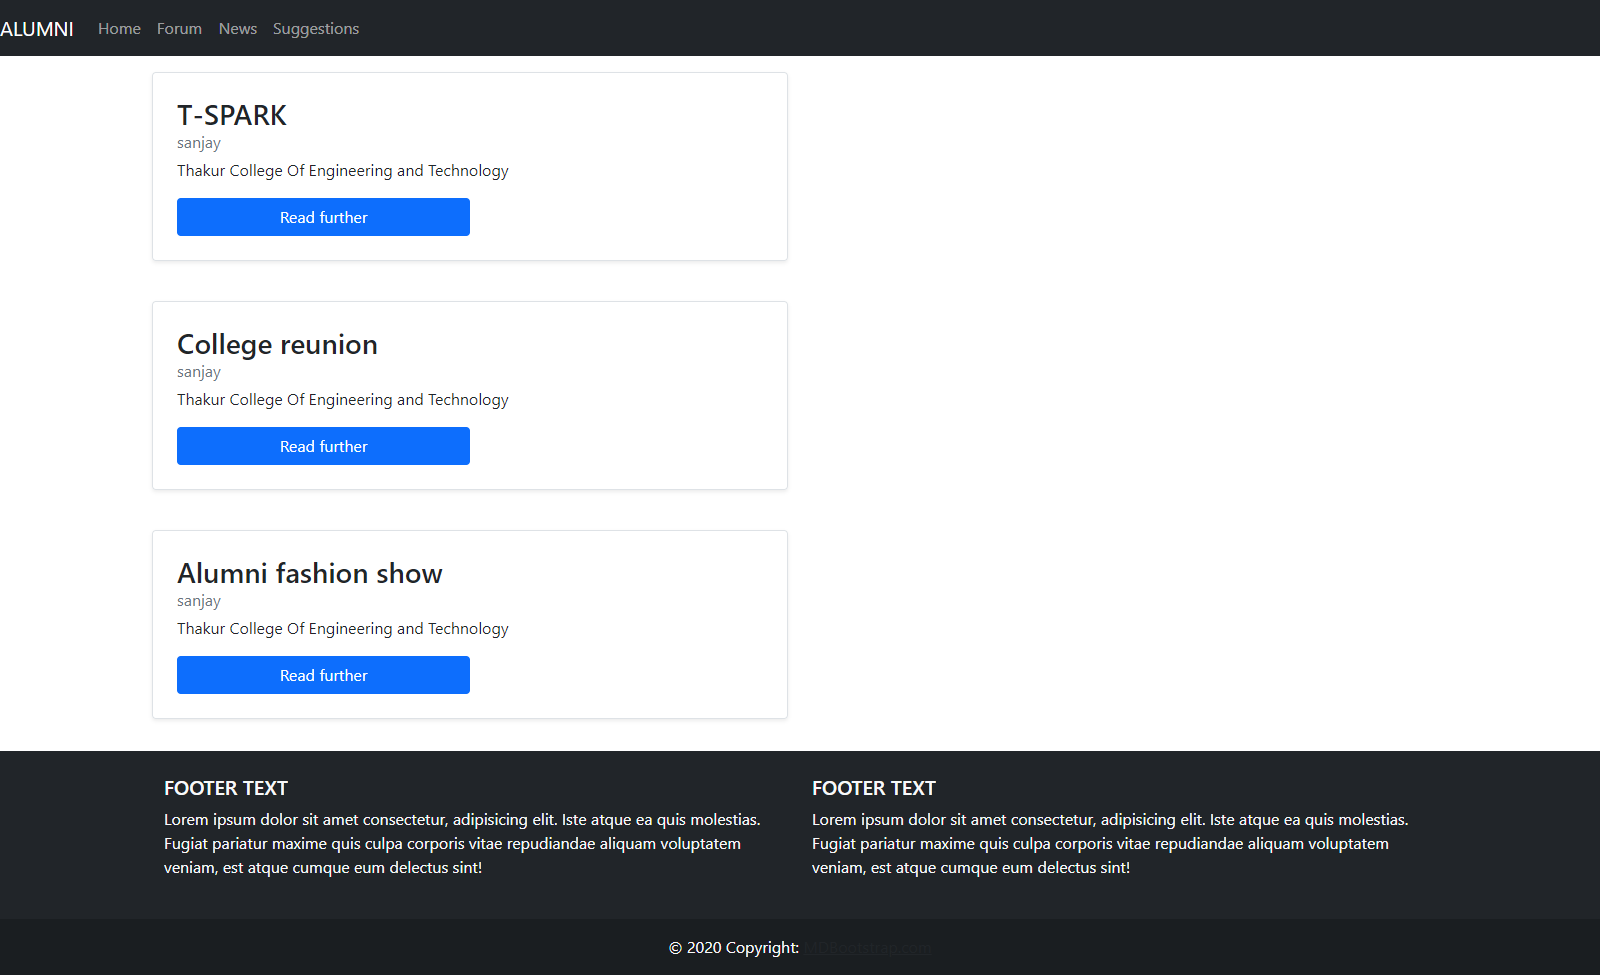 ALUMNI Home Forum News Suggestions
T-SPARK
sanjay
Thakur College Of Engineering and Technology
Read further
College reunion
sanjay
Thakur College Of Engineering and Technology
Read further
Alumni fashion show
sanjay
Thakur College Of Engineering and Technology
Read further
FOOTER TEXT
Lorem ipsum dolor sit amet consectetur, adipisicing elit. Iste atque ea quis molestias.
Fugiat pariatur maxime quis culpa corporis vitae repudiandae aliquam voluptatem
veniam, est atque cumque eum delectus sint!
FOOTER TEXT
Lorem ipsum dolor sit amet consectetur, adipisicing elit. Iste atque ea quis molestias.
Fugiat pariatur maxime quis culpa corporis vitae repudiandae aliquam voluptatem
veniam, est atque cumque eum delectus sint!
© 2020 Copyright: MDBootstrap.com